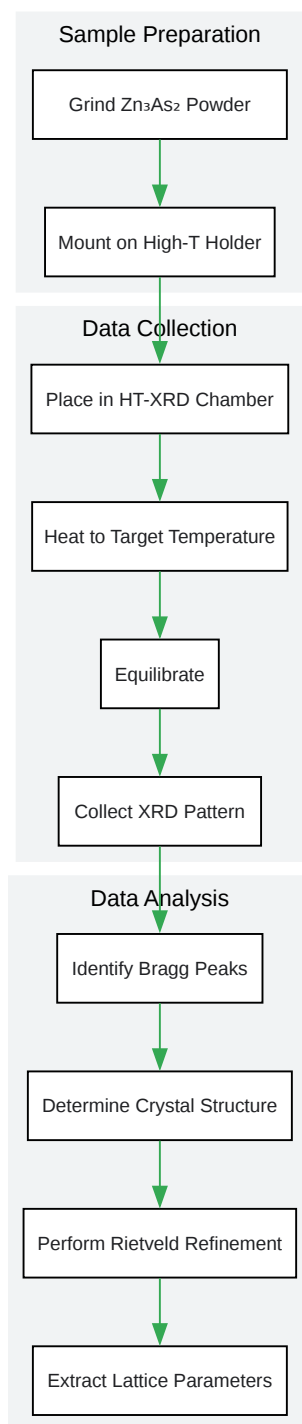 Sample Preparation
Grind Zn₃As₂ Powder
Mount on High-T Holder
Data Collection
Place in HT-XRD Chamber
Heat to Target Temperature
Equilibrate
Collect XRD Pattern
Data Analysis
Identify Bragg Peaks
Determine Crystal Structure
Perform Rietveld Refinement
Extract Lattice Parameters